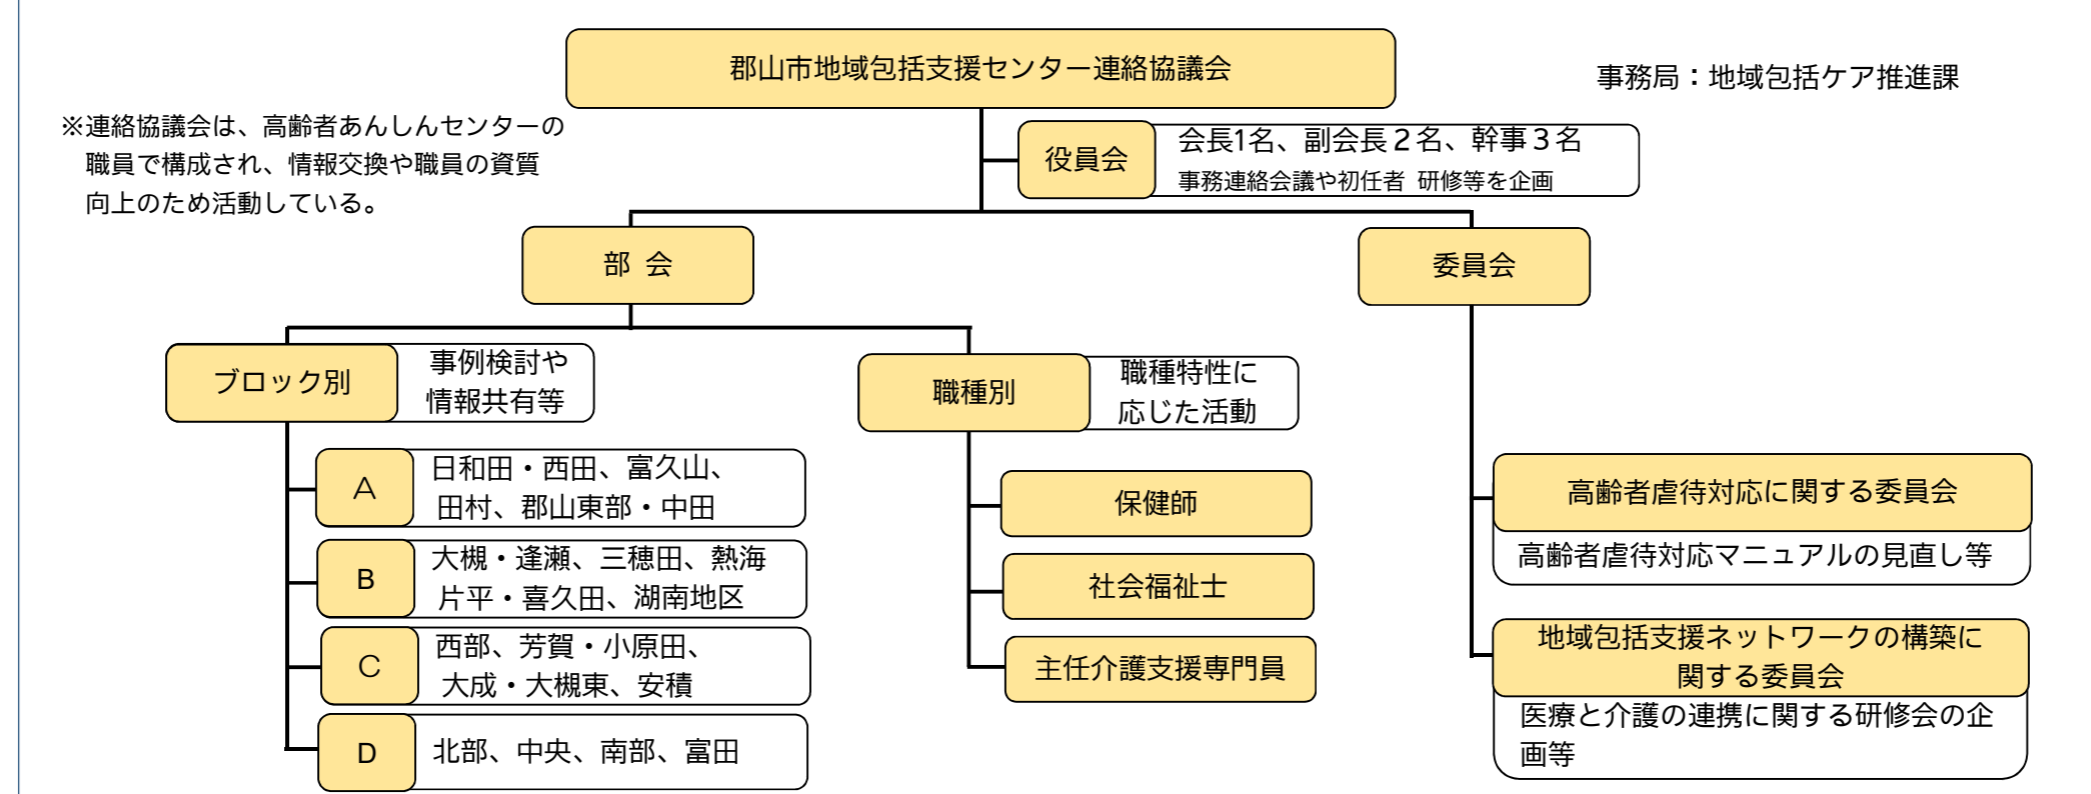 郡山市地域包括支援センター連絡協議会
事務局：地域包括ケア推進課
※連絡協議会は、高齢者あんしんセンターの
職員で構成され、情報交換や職員の資質
向上のため活動している。
役員会
会長1名、副会長２名、幹事３名
事務連絡会議や初任者 研修等を企画
部 会
委員会
ブロック別
事例検討や
情報共有等
職種別
職種特性に
応じた活動
A
日和田・西田、富久山、
田村、郡山東部・中田
B
大槻・逢瀬、三穂田、熱海
片平・喜久田、湖南地区
C
西部、芳賀・小原田、
大成・大槻東、安積
D
北部、中央、南部、富田
保健師
社会福祉士
主任介護支援専門員
高齢者虐待対応に関する委員会
高齢者虐待対応マニュアルの見直し等
地域包括支援ネットワークの構築に
関する委員会
医療と介護の連携に関する研修会の企
画等